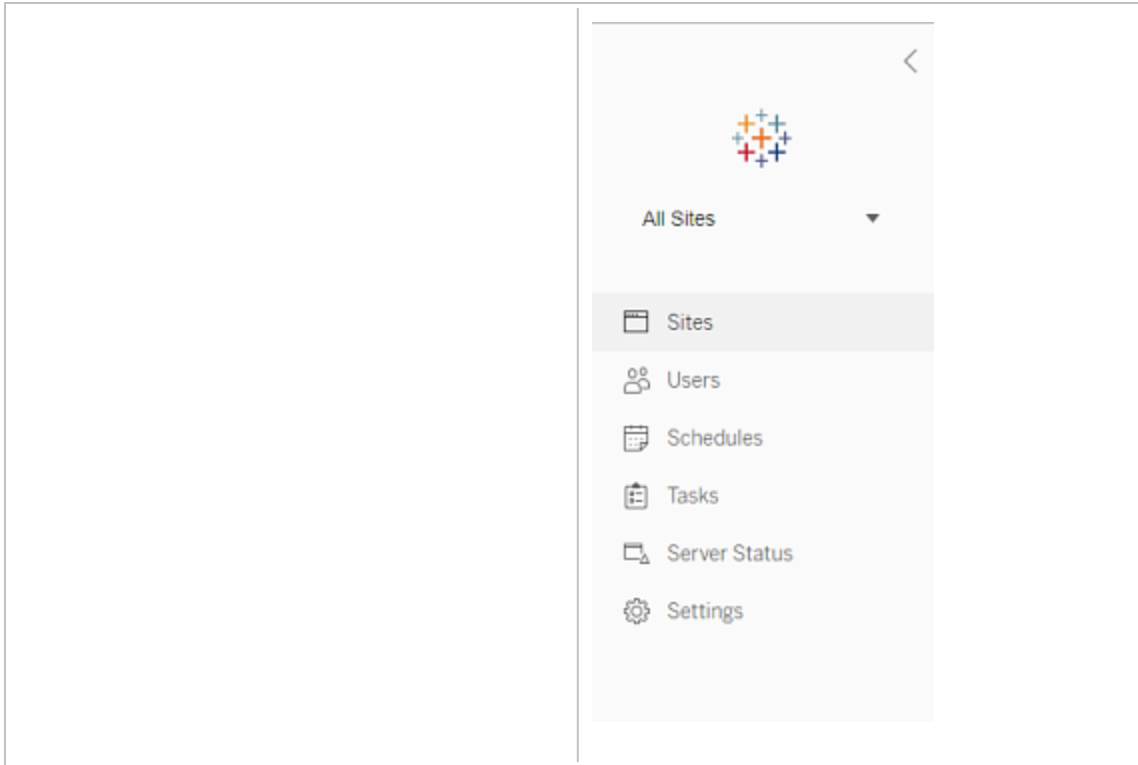 All Sites
Sites
Users
Schedules
Tasks
Server Status
Settings